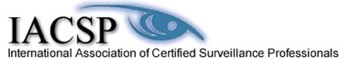 IACSP
International Association of Certified Surveillance Professionals